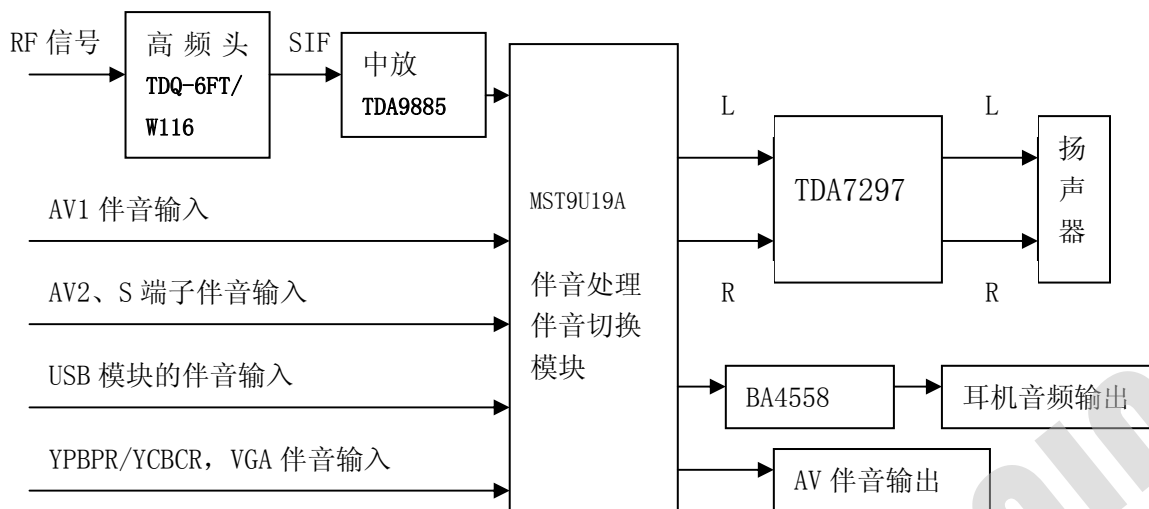 RF 信号
高 频 头
TDQ-6FT/
W116
SIF
中放
TDA9885
AV1 伴音输入
AV2、S 端子伴音输入
USB 模块的伴音输入
YPBPR/YCBCR, VGA 伴音输入
MST9U19A
伴音处理
伴音切换
模块
L
R
TDA7297
L
R
扬
声
器
BA4558
耳机音频输出
AV 伴音输出